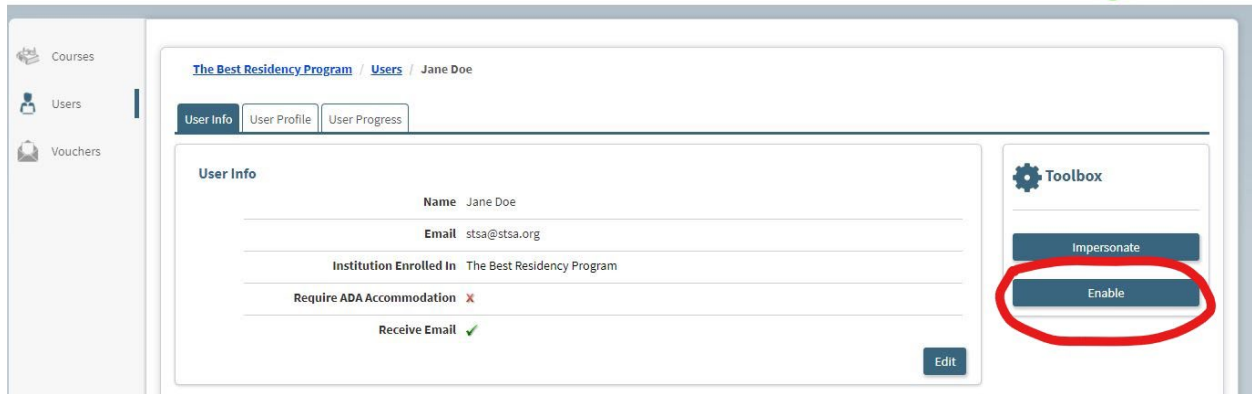 Courses
Users
Vouchers
The Best Residency Program / Users / Jane Doe
User Info
User Profile
User Progress
User Info
Name Jane Doe
Email stsa@stsa.org
Institution Enrolled In The Best Residency Program
Require ADA Accommodation
Receive Email
Edit
Toolbox
Impersonate
Enable